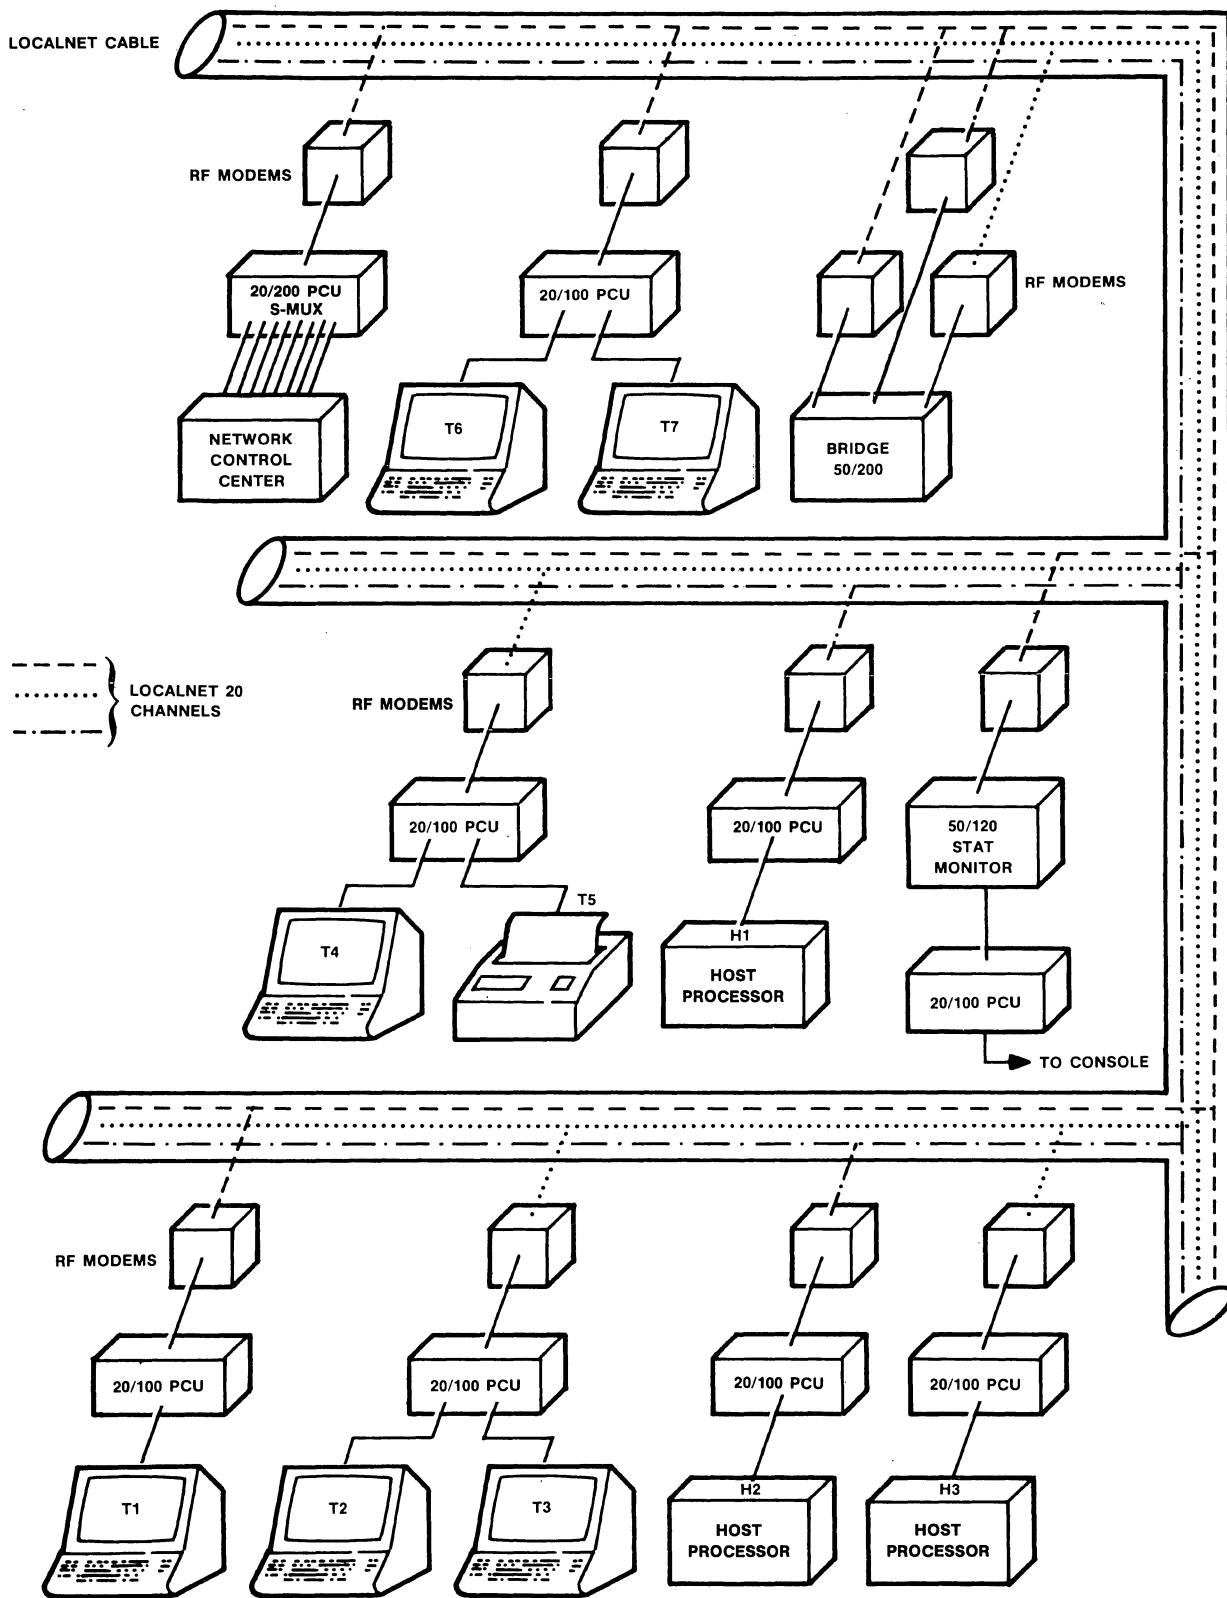 LOCALNET CABLE
RF MODEMS
20/200 PCU
S-MUX
20/100 PCU
RF MODEMS
NETWORK
CONTROL
CENTER
T6
T7
BRIDGE
50/200
LOCALNET 20
CHANNELS
RF MODEMS
20/100 PCU
20/100 PCU
50/120
STAT
MONITOR
T4
T5
H1
HOST
PROCESSOR
20/100 PCU
TO CONSOLE
RF MODEMS
20/100 PCU
20/100 PCU
20/100 PCU
20/100 PCU
T1
T2
T3
H2
HOST
PROCESSOR
H3
HOST
PROCESSOR